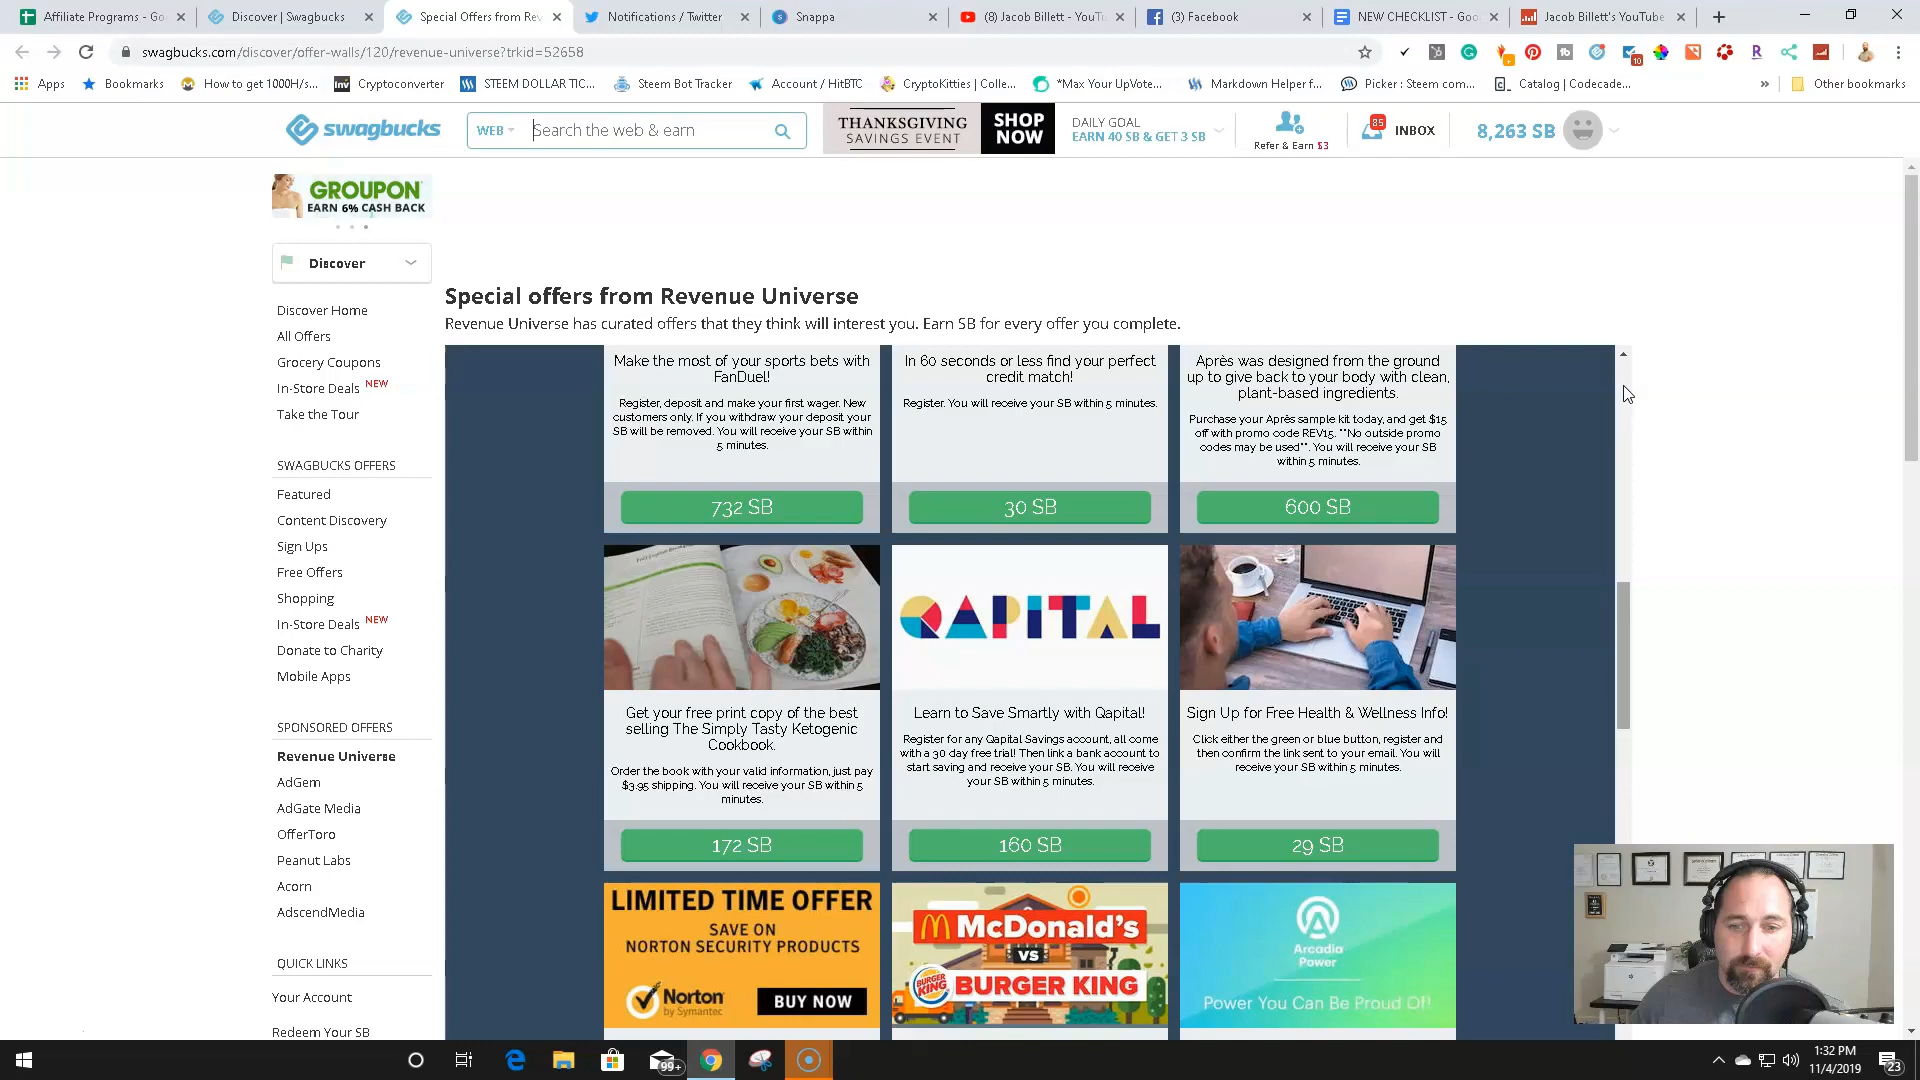 Affiliate Programs - Go
Discover | Swagbucks
Special Offers from Rev
Notifications / Twitter
Snappa
(8) Jacob Billett - YouTu
(3) Facebook
NEW CHECKLIST - Goo
Jacob Billett's YouTube
swagbucks.com/discover/offer-walls/120/revenue-universe?trkid=52658
Apps
Bookmarks
How to get 1000H/s...
Cryptoconverter
STEEM DOLLAR TIC...
Steem Bot Tracker
Account / HitBTC
CryptoKitties | Colle...
*Max Your UpVote...
Markdown Helper f...
Picker : Steem com...
Catalog | Codecade...
Other bookmarks
swagbucks
WEB
Search the web & earn
THANKSGIVING
SAVINGS EVENT
SHOP
NOW
DAILY GOAL
EARN 40 SB & GET 3 SB
Refer & Earn $3
85
INBOX
8,263 SB
GROUPON
EARN 6% CASH BACK
Discover
Discover Home
All Offers
Grocery Coupons
In-Store Deals NEW
Take the Tour
SWAGBUCKS OFFERS
Featured
Content Discovery
Sign Ups
Free Offers
Shopping
In-Store Deals NEW
Donate to Charity
Mobile Apps
SPONSORED OFFERS
Revenue Universe
AdGem
AdGate Media
OfferToro
Peanut Labs
Acorn
AdscendMedia
QUICK LINKS
Your Account
Redeem Your SB
Special offers from Revenue Universe
Revenue Universe has curated offers that they think will interest you. Earn SB for every offer you complete.
Make the most of your sports bets with
FanDuel!
Register, deposit and make your first wager. New
customers only. If you withdraw your deposit your
SB will be removed. You will receive your SB within
5 minutes.
732 SB
In 60 seconds or less find your perfect
credit match!
Register. You will receive your SB within 5 minutes.
30 SB
Après was designed from the ground
up to give back to your body with clean,
plant-based ingredients.
Purchase your Après sample kit today, and get $15
off with promo code REV15. **No outside promo
codes may be used**. You will receive your SB
within 5 minutes.
600 SB
Get your free print copy of the best
selling The Simply Tasty Ketogenic
Cookbook.
Order the book with your valid information, just pay
$3.95 shipping. You will receive your SB within 5
minutes.
172 SB
QAPITAL
Learn to Save Smartly with Qapital!
Register for any Qapital Savings account, all come
with a 30 day free trial! Then link a bank account to
start saving and receive your SB. You will receive
your SB within 5 minutes.
160 SB
Sign Up for Free Health & Wellness Info!
Click either the green or blue button, register and
then confirm the link sent to your email. You will
receive your SB within 5 minutes.
29 SB
LIMITED TIME OFFER
SAVE ON
NORTON SECURITY PRODUCTS
Norton
by Symantec
BUY NOW
McDonald's
VS
BURGER KING
BURGER KING
Arcadia
Power
Power You Can Be Proud Of!
99+
1:32 PM
11/4/2019
23